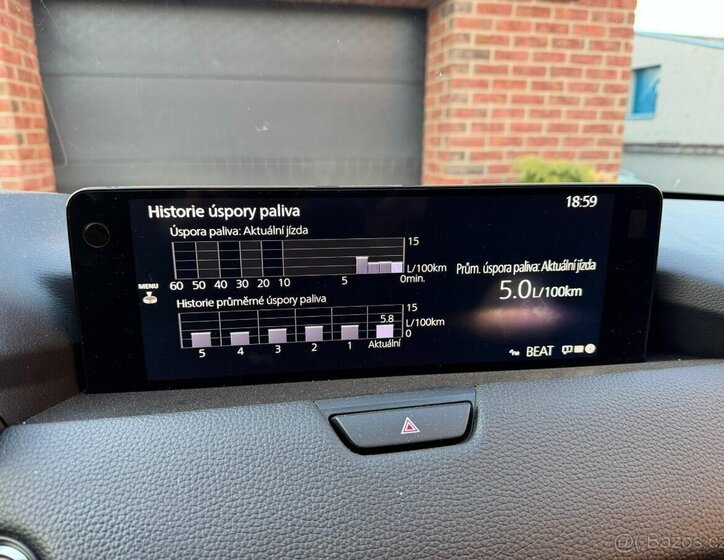 Historie úspory paliva
18:59
Úspora paliva: Aktuální jízda
15
L/100km
60 50 40 30 20 10 5 0min.
MENU
Prům. úspora paliva: Aktuální jízda
5.0L/100km
Historie průměrné úspory paliva
15
5.8
L/100km
0
5 4 3 2 1 Aktuální
BEAT
© Bazos.c